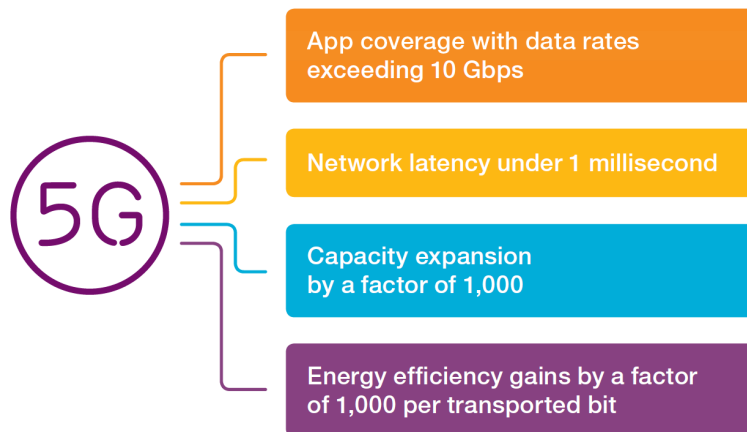 5G
App coverage with data rates
exceeding 10 Gbps
Network latency under 1 millisecond
Capacity expansion
by a factor of 1,000
Energy efficiency gains by a factor
of 1,000 per transported bit